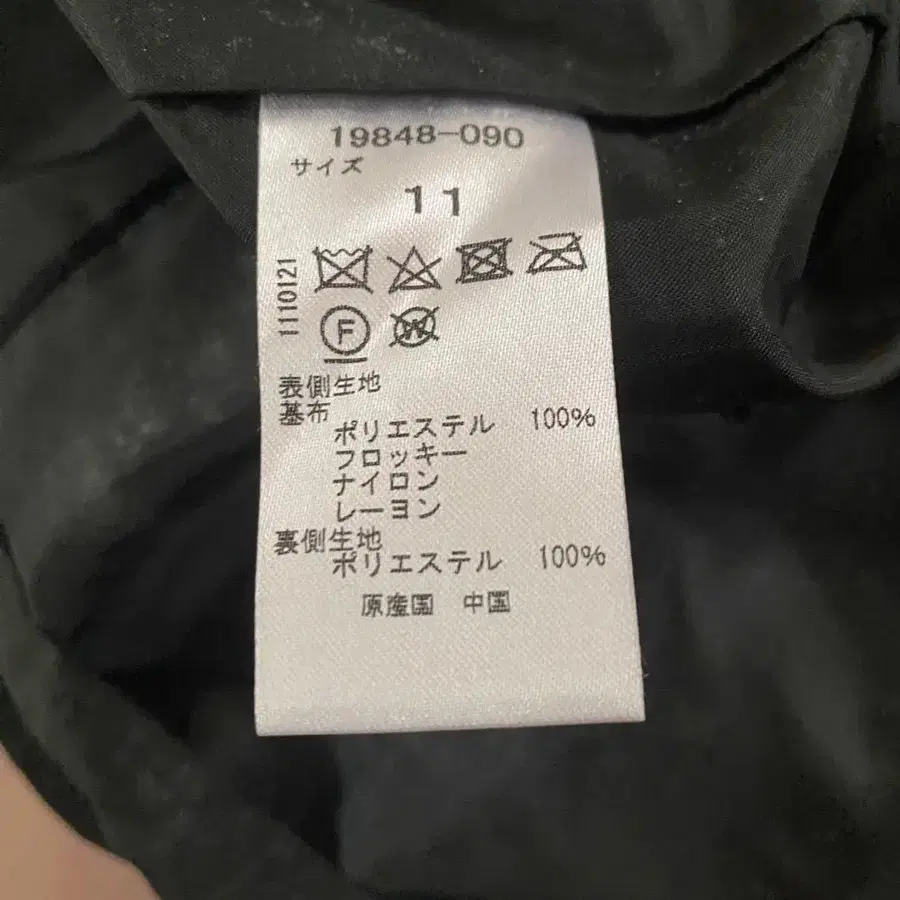 19848-090
サイズ
11
1110121
F
W
表側生地
基布
ポリエステル 100%
フロッキー
ナイロン
レーヨン
裏側生地
ポリエステル 100%
原産国 中国